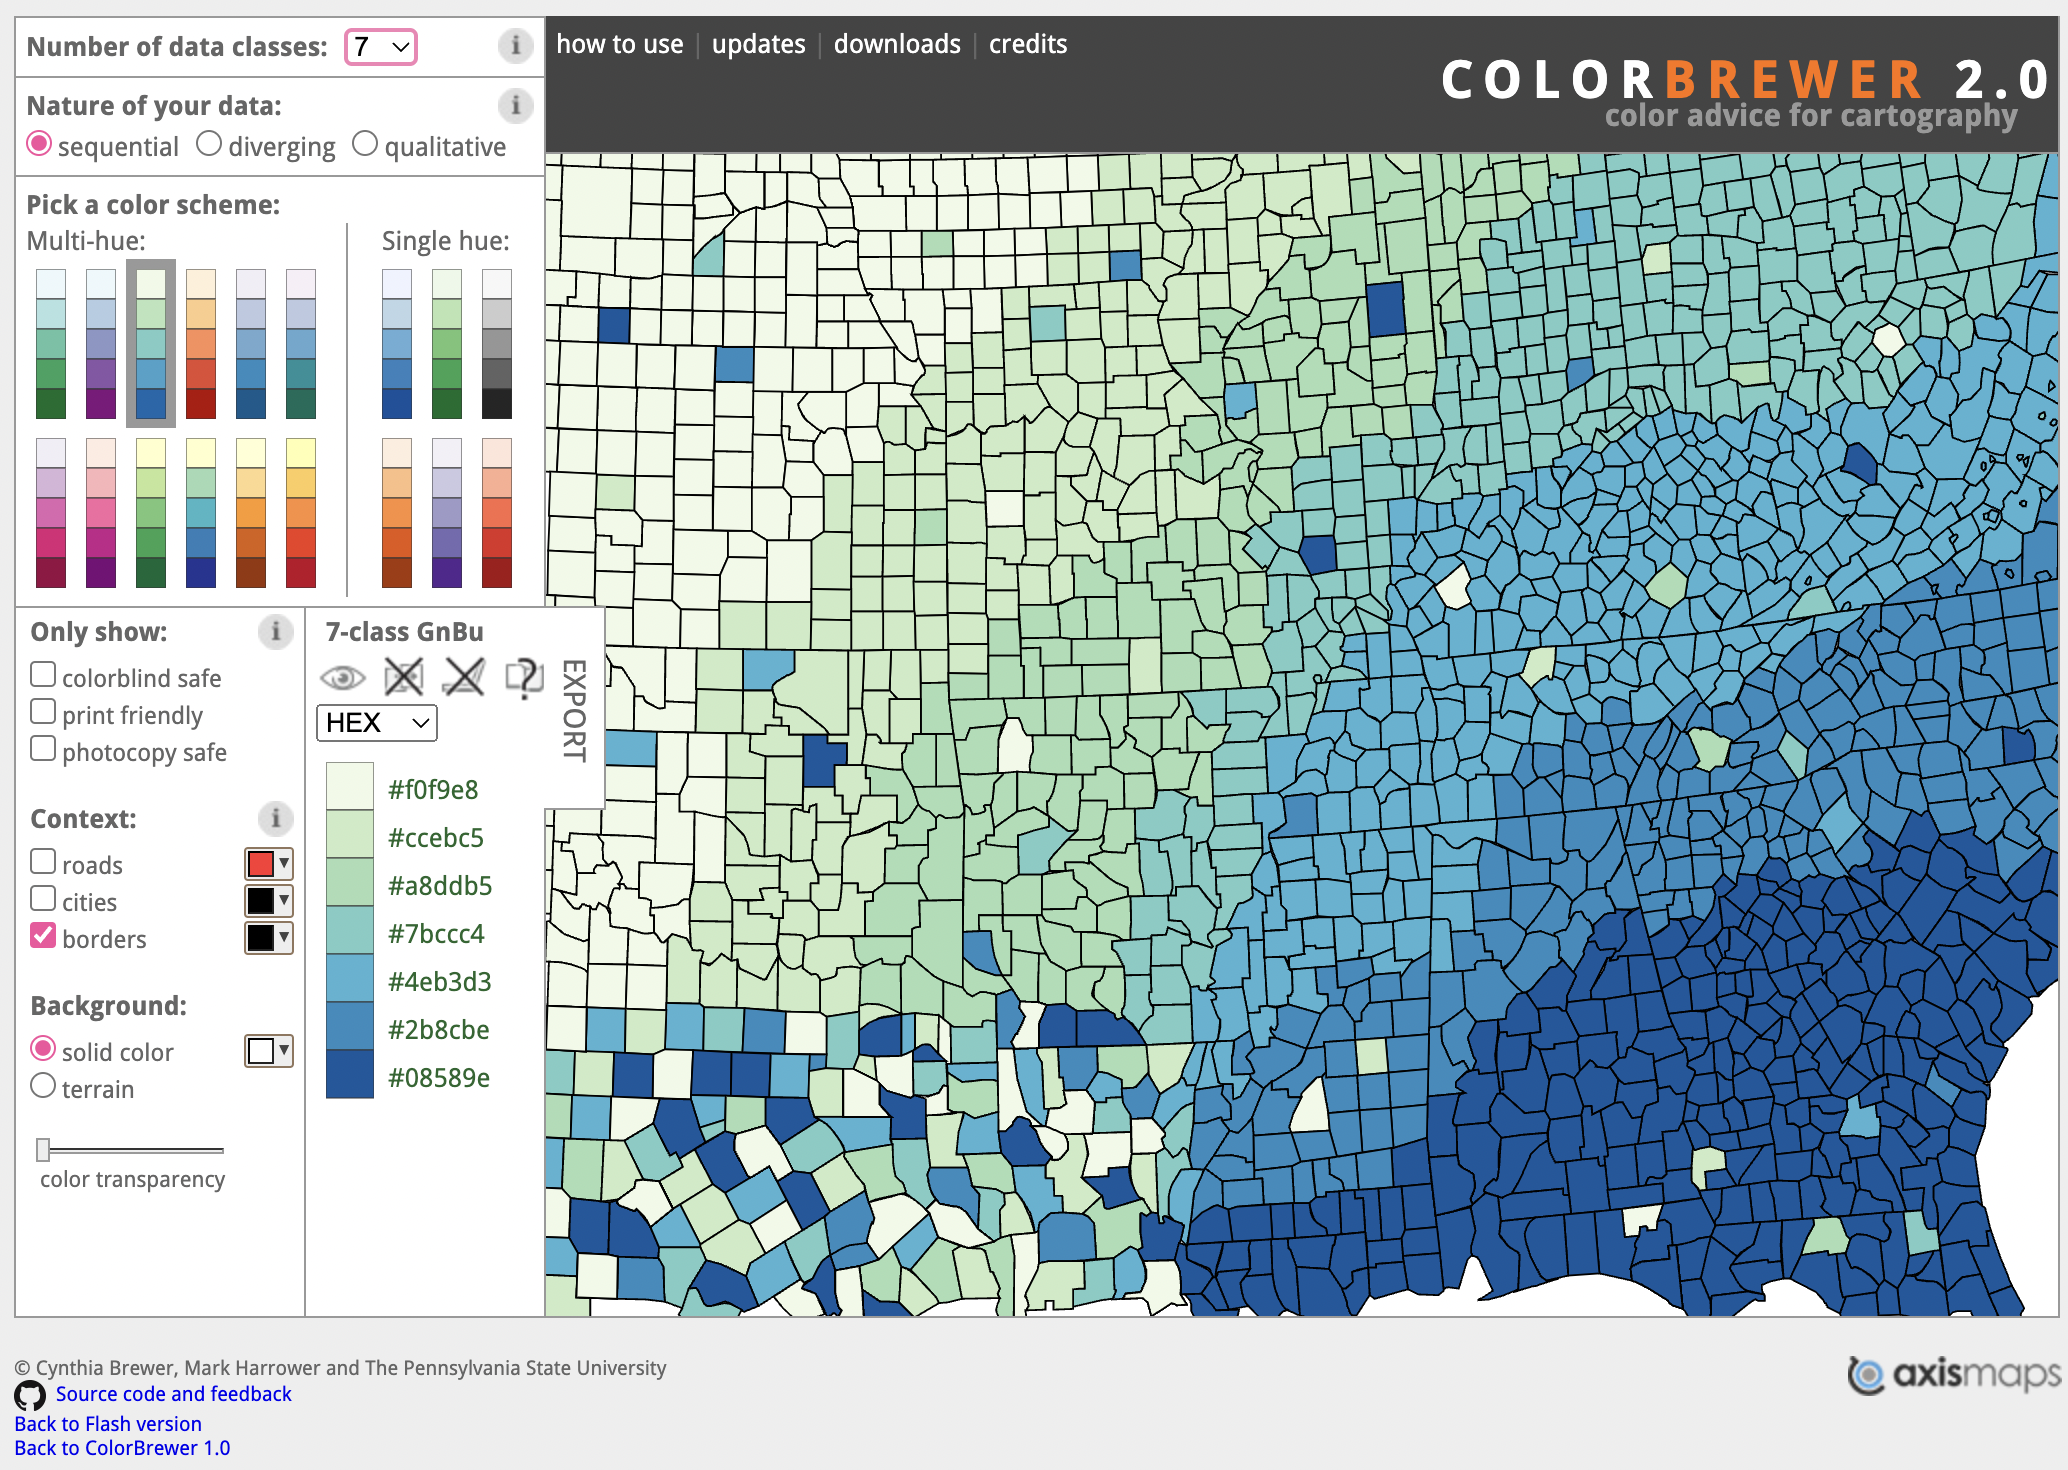 Number of data classes: 7
how to use | updates | downloads | credits
COLORBREWER 2.0
color advice for cartography
Nature of your data:
sequential diverging qualitative
Pick a color scheme:
Multi-hue: Single hue:
Only show:
colorblind safe
print friendly
photocopy safe
Context:
roads
cities
borders
Background:
solid color
terrain
color transparency
7-class GnBu
HEX
EXPORT
#f0f9e8
#ccebc5
#a8ddb5
#7bccc4
#4eb3d3
#2b8cbe
#08589e
© Cynthia Brewer, Mark Harrower and The Pennsylvania State University
Source code and feedback
Back to Flash version
Back to ColorBrewer 1.0
axismaps